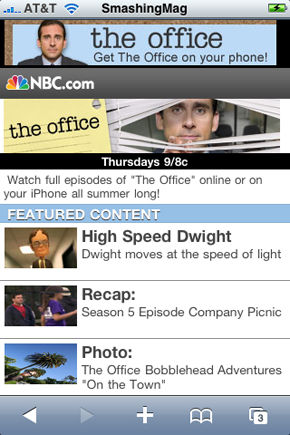 AT&T SmashingMag
the office
Get The Office on your phone!
NBC.com
the office
Thursdays 9/8c
Watch full episodes of "The Office" online or on
your iPhone all summer long!
FEATURED CONTENT
High Speed Dwight
Dwight moves at the speed of light
Recap:
Season 5 Episode Company Picnic
Photo:
The Office Bobblehead Adventures
"On the Town"
3